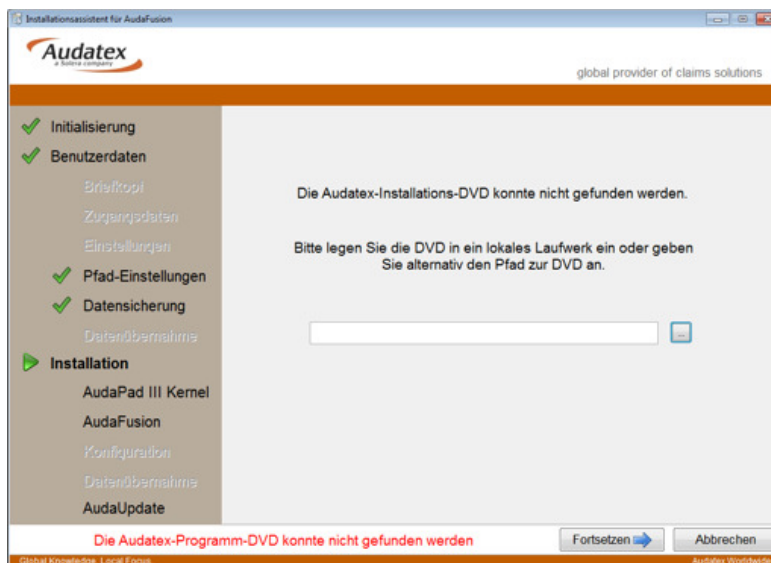 Installationsassistent für AudaFusion
Audatex
a Solera company
global provider of claims solutions
Initialisierung
Benutzerdaten
Briefkopf
Zugangsdaten
Einstellungen
Pfad-Einstellungen
Datensicherung
Datenübernahme
Installation
AudaPad III Kernel
AudaFusion
Konfiguration
Datenübernahme
AudaUpdate
Die Audatex-Installations-DVD konnte nicht gefunden werden.
Bitte legen Sie die DVD in ein lokales Laufwerk ein oder geben
Sie alternativ den Pfad zur DVD an.
...
Die Audatex-Programm-DVD konnte nicht gefunden werden
Fortsetzen
Abbrechen
Global Knowledge. Local Focus.
Audatex Worldwide